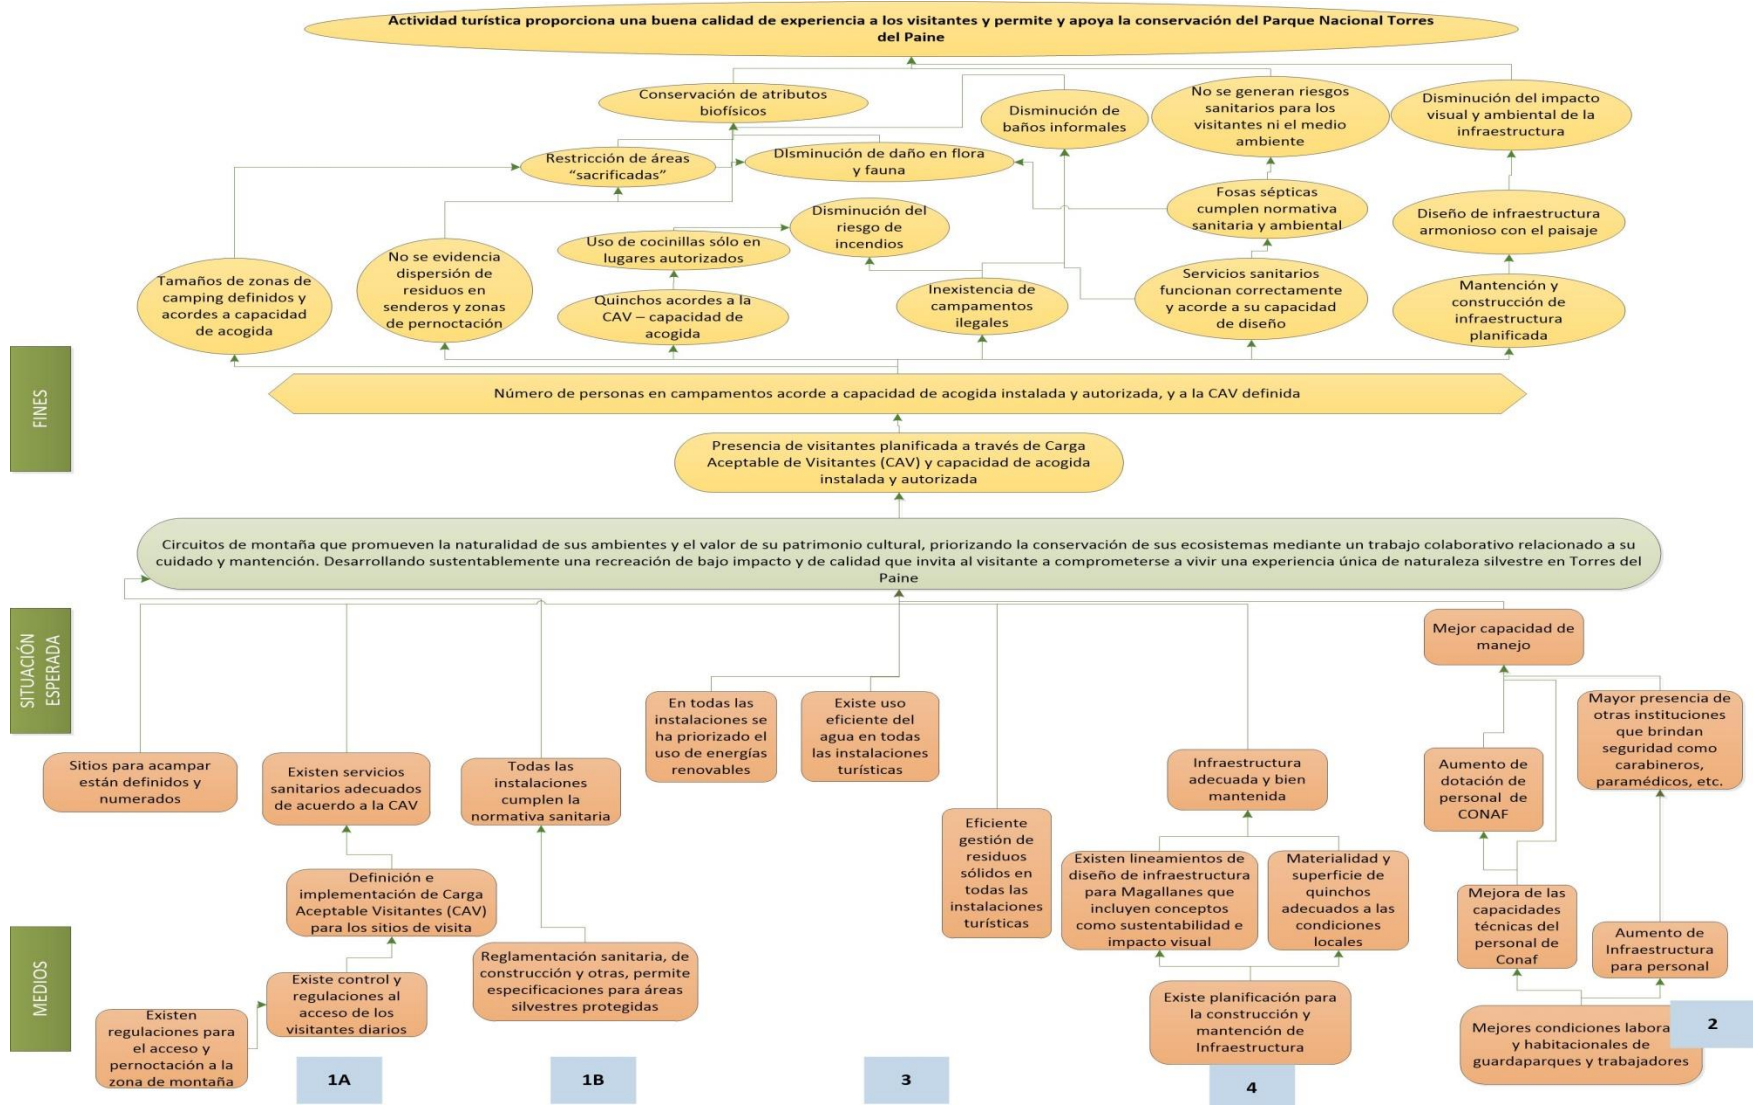 Actividad turística proporciona una buena calidad de experiencia a los visitantes y permite y apoya la conservación del Parque Nacional Torres
del Paine
Conservación de atributos
biofísicos
Disminución de
baños informales
No se generan riesgos
sanitarios para los
visitantes ni el medio
ambiente
Disminución del impacto
visual y ambiental de la
infraestructura
Restricción de áreas
“sacrificadas”
DIsminución de daño en flora
y fauna
Fosas sépticas
cumplen normativa
sanitaria y ambiental
Diseño de infraestructura
armonioso con el paisaje
Disminución del
riesgo de
incendios
Uso de cocinillas sólo en
lugares autorizados
Tamaños de zonas de
camping definidos y
acordes a capacidad
de acogida
No se evidencia
dispersión de
residuos en
senderos y zonas
de pernoctación
Quinchos acordes a la
CAV – capacidad de
acogida
Inexistencia de
campamentos
ilegales
Servicios sanitarios
funcionan correctamente
y acorde a su capacidad
de diseño
Mantención y
construcción de
infraestructura
planificada
FINES
Número de personas en campamentos acorde a capacidad de acogida instalada y autorizada, y a la CAV definida
Presencia de visitantes planificada a través de Carga
Aceptable de Visitantes (CAV) y capacidad de acogida
instalada y autorizada
Circuitos de montaña que promueven la naturalidad de sus ambientes y el valor de su patrimonio cultural, priorizando la conservación de sus ecosistemas mediante un trabajo colaborativo relacionado a su
cuidado y mantención. Desarrollando sustentablemente una recreación de bajo impacto y de calidad que invita al visitante a comprometerse a vivir una experiencia única de naturaleza silvestre en Torres del
Paine
SITUACIÓN
ESPERADA
Mejor capacidad de
manejo
En todas las
instalaciones se
ha priorizado el
uso de energías
renovables
Existe uso
eficiente del
agua en todas
las instalaciones
turísticas
Mayor presencia de
otras instituciones
que brindan
seguridad como
carabineros,
paramédicos, etc.
Sitios para acampar
están definidos y
numerados
Existen servicios
sanitarios adecuados
de acuerdo a la CAV
Todas las
instalaciones
cumplen la
normativa sanitaria
Infraestructura
adecuada y bien
mantenida
Aumento de
dotación de
personal de
CONAF
Eficiente
gestión de
residuos
sólidos en
todas las
instalaciones
turísticas
Existen lineamientos de
diseño de infraestructura
para Magallanes que
incluyen conceptos
como sustentabilidad e
impacto visual
Materialidad y
superficie de
quinchos
adecuados a las
condiciones
locales
Definición e
implementación de Carga
Aceptable Visitantes (CAV)
para los sitios de visita
Mejora de las
capacidades
técnicas del
personal de
Conaf
Aumento de
Infraestructura
para personal
MEDIOS
Reglamentación sanitaria, de
construcción y otras, permite
especificaciones para áreas
silvestres protegidas
Existe control y
regulaciones al
acceso de los
visitantes diarios
Existen
regulaciones para
el acceso y
pernoctación a la
zona de montaña
Existe planificación para
la construcción y
mantención de
Infraestructura
Mejores condiciones labora
y habitacionales de
guardaparques y trabajadores
2
1A
1B
3
4